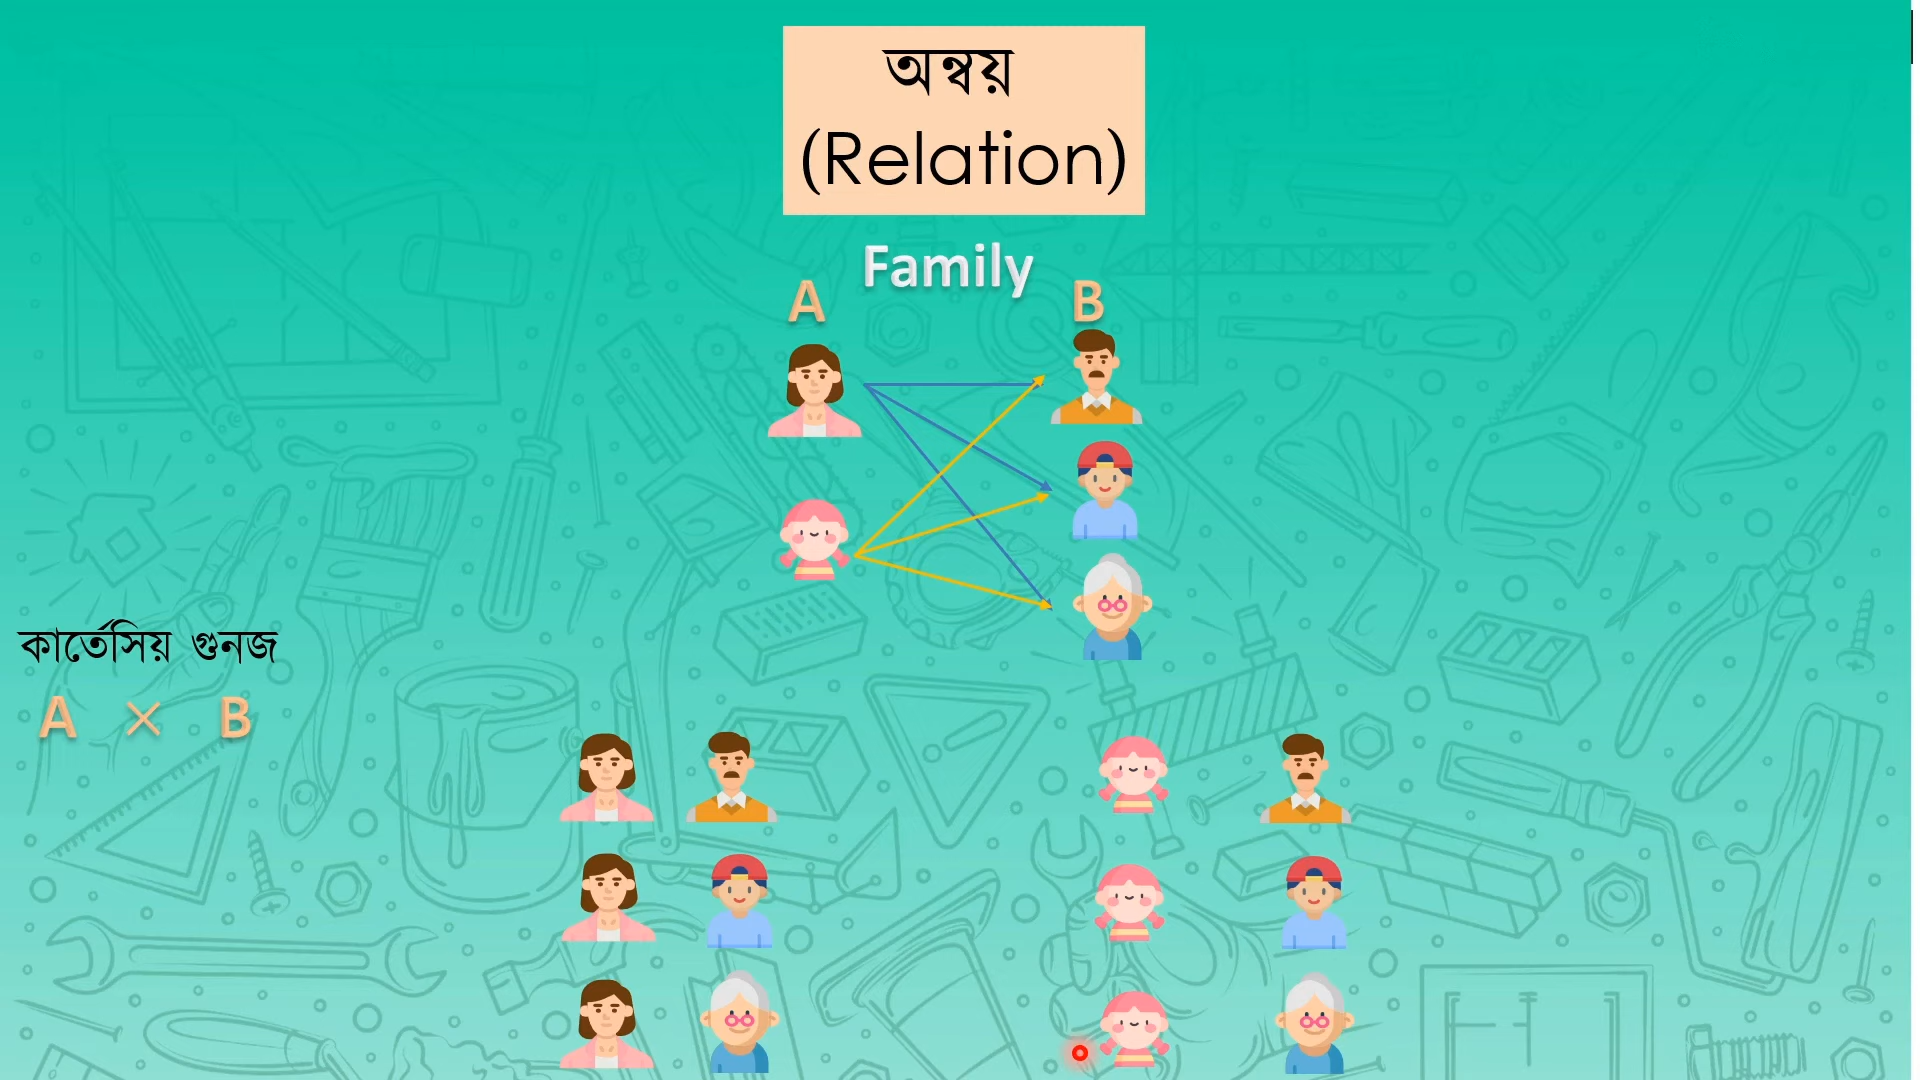 অন্বয়
(Relation)
Family
A B
কার্তেসিয় গুনজ
A × B